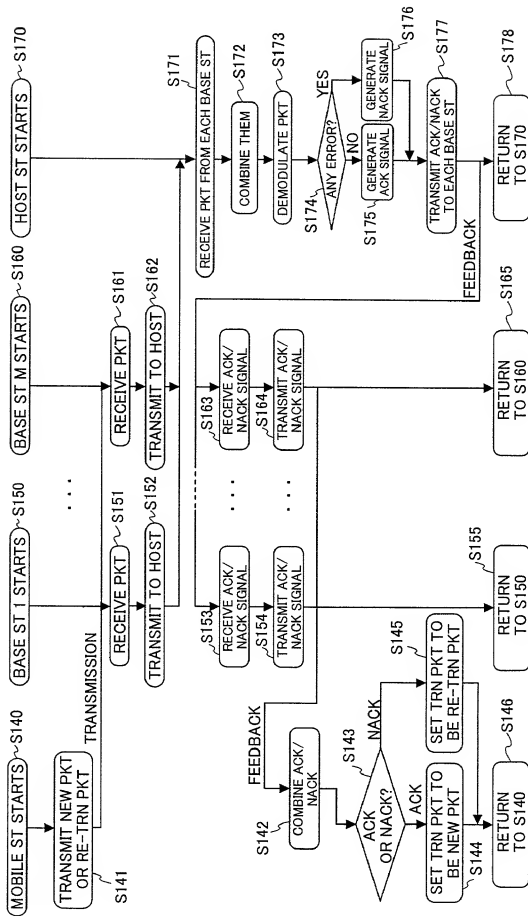 MOBILE ST STARTS
S140
TRANSMIT NEW PKT
OR RE-TRN PKT
S141
TRANSMISSION
FEEDBACK
COMBINE ACK/
NACK
S142
ACK
OR NACK?
S143
NACK
ACK
SET TRN PKT TO
BE NEW PKT
S144
SET TRN PKT TO
BE RE-TRN PKT
S145
RETURN
TO S140
S146
BASE ST 1 STARTS
S150
RECEIVE PKT
S151
TRANSMIT TO HOST
S152
RECEIVE ACK/
NACK SIGNAL
S153
TRANSMIT ACK/
NACK SIGNAL
S154
RETURN
TO S150
S155
. . .
. . .
. . .
BASE ST M STARTS
S160
RECEIVE PKT
S161
TRANSMIT TO HOST
S162
RECEIVE ACK/
NACK SIGNAL
S163
TRANSMIT ACK/
NACK SIGNAL
S164
RETURN
TO S160
S165
HOST ST STARTS
S170
RECEIVE PKT FROM EACH BASE ST
S171
COMBINE THEM
S172
DEMODULATE PKT
S173
ANY ERROR?
S174
YES
NO
GENERATE
ACK SIGNAL
S175
GENERATE
NACK SIGNAL
S176
TRANSMIT ACK/NACK
TO EACH BASE ST
S177
FEEDBACK
RETURN
TO S170
S178